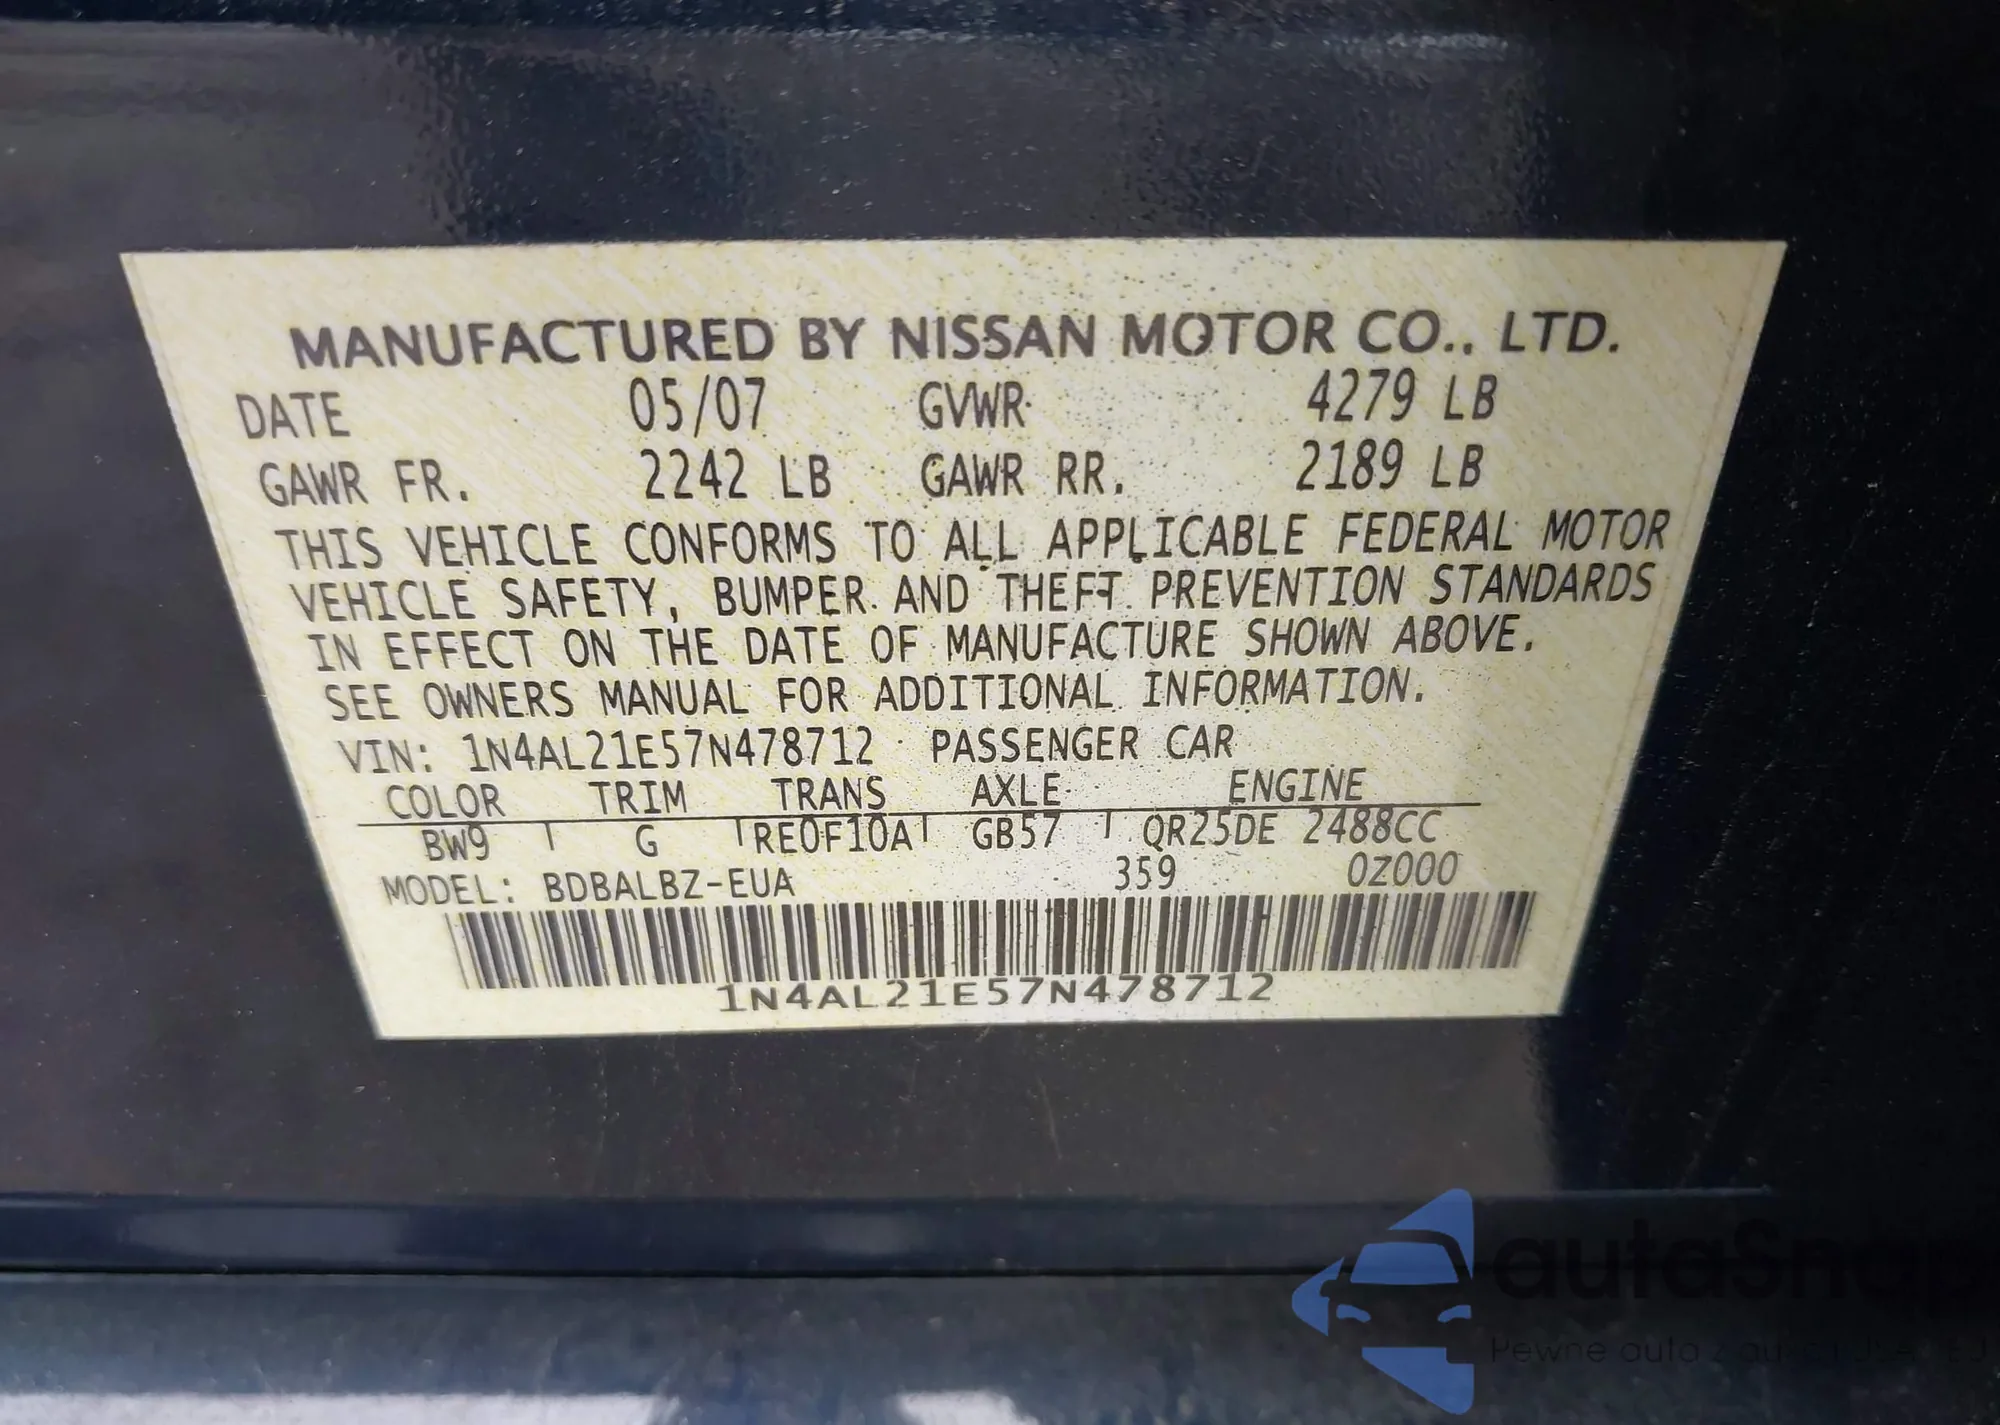 MANUFACTURED BY NISSAN MOTOR CO., LTD.
DATE 05/07 GVWR 4279 LB
GAWR FR. 2242 LB GAWR RR. 2189 LB
THIS VEHICLE CONFORMS TO ALL APPLICABLE FEDERAL MOTOR
VEHICLE SAFETY, BUMPER AND THEFT PREVENTION STANDARDS
IN EFFECT ON THE DATE OF MANUFACTURE SHOWN ABOVE.
SEE OWNERS MANUAL FOR ADDITIONAL INFORMATION.
VIN: 1N4AL21E57N478712 PASSENGER CAR
COLOR TRIM TRANS AXLE ENGINE
BW9 G RE0F10A GB57 QR25DE 2488CC
MODEL: BDBALBZ-EUA 359 0Z000
1N4AL21E57N478712
autaSnap
Pewne auta z